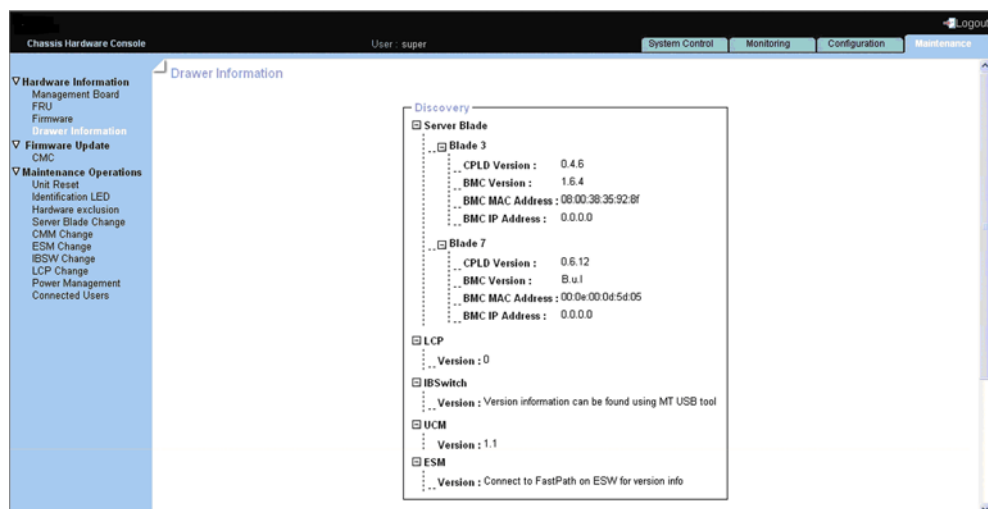 Logout
Chassis Hardware Console
User : super
System Control
Monitoring
Configuration
Maintenance
Hardware Information
Management Board
FRU
Firmware
Drawer Information
Firmware Update
CMC
Maintenance Operations
Unit Reset
Identification LED
Hardware exclusion
Server Blade Change
CMM Change
ESM Change
IBSW Change
LCP Change
Power Management
Connected Users
Drawer Information
Discovery
Server Blade
Blade 3
CPLD Version : 0.4.6
BMC Version : 1.6.4
BMC MAC Address : 08:00:38:35:92:8f
BMC IP Address : 0.0.0.0
Blade 7
CPLD Version : 0.6.12
BMC Version : B.u.l
BMC MAC Address : 00:0e:00:0d:5d:05
BMC IP Address : 0.0.0.0
LCP
Version : 0
IBSwitch
Version : Version information can be found using MT USB tool
UCM
Version : 1.1
ESM
Version : Connect to FastPath on ESW for version info